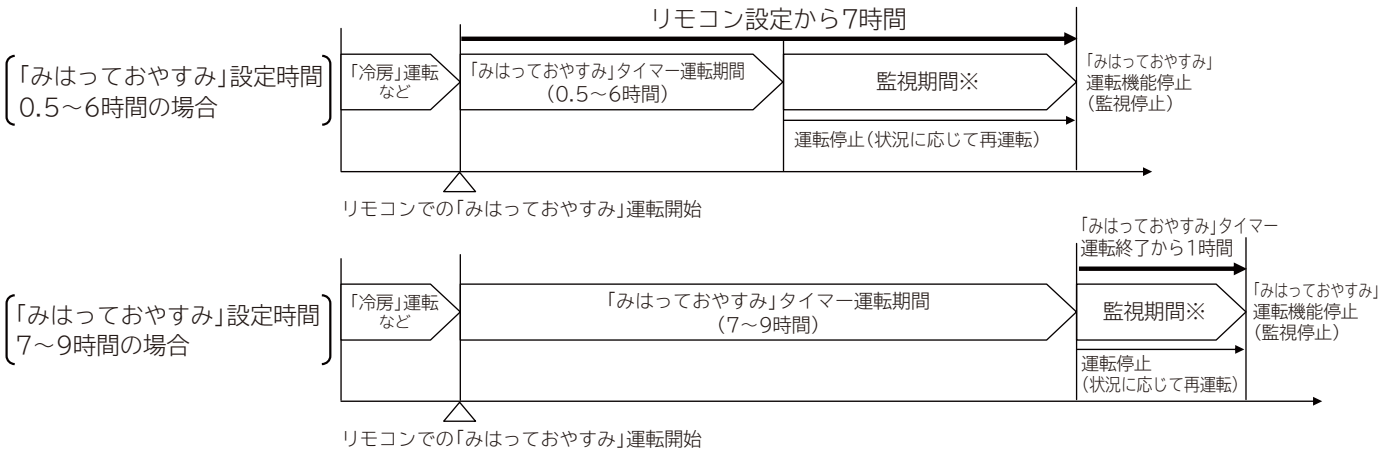 リモコン設定から7時間
「みはっておやすみ」設定時間
0.5～6時間の場合
「冷房」運転
など
「みはっておやすみ」タイマー運転期間
（0.5～6時間）
監視期間※
「みはっておやすみ」
運転機能停止
（監視停止）
運転停止（状況に応じて再運転）
リモコンでの「みはっておやすみ」運転開始
「みはっておやすみ」タイマー
運転終了から1時間
「みはっておやすみ」設定時間
7～9時間の場合
「冷房」運転
など
「みはっておやすみ」タイマー運転期間
（7～9時間）
監視期間※
「みはっておやすみ」
運転機能停止
（監視停止）
運転停止
（状況に応じて再運転）
リモコンでの「みはっておやすみ」運転開始